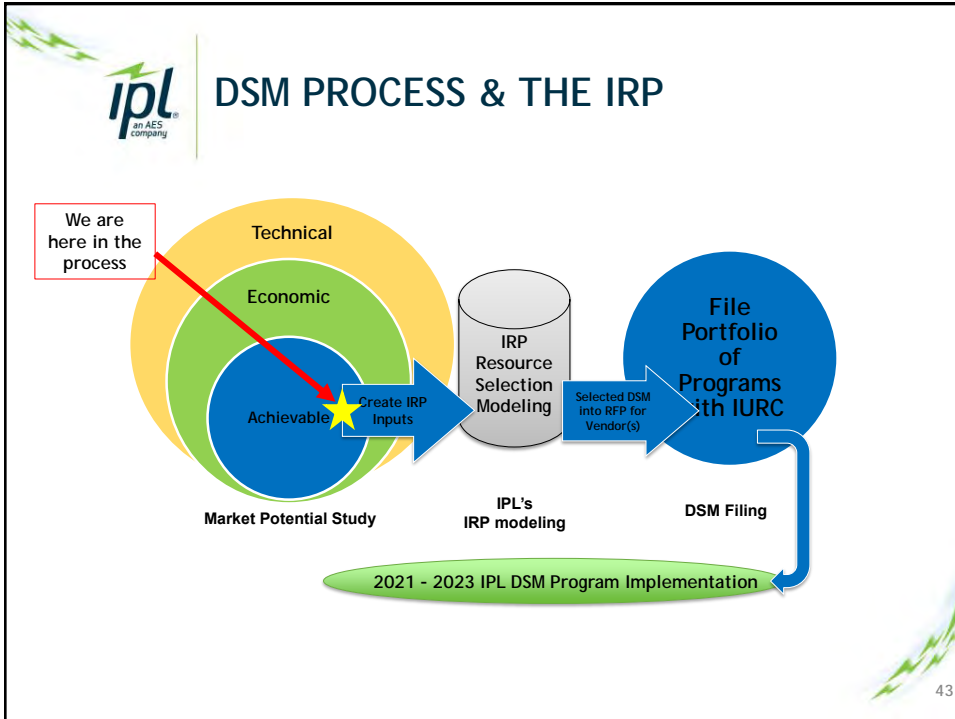 ipl
an AES
company
DSM PROCESS & THE IRP
We are
here in the
process
Technical
Economic
Achievable
Create IRP
Inputs
Market Potential Study
IRP
Resource
Selection
Modeling
IPL's
IRP modeling
Selected DSM
into RFP for
Vendor(s)
File
Portfolio
of
Programs
ith IURC
DSM Filing
2021 - 2023 IPL DSM Program Implementation
43